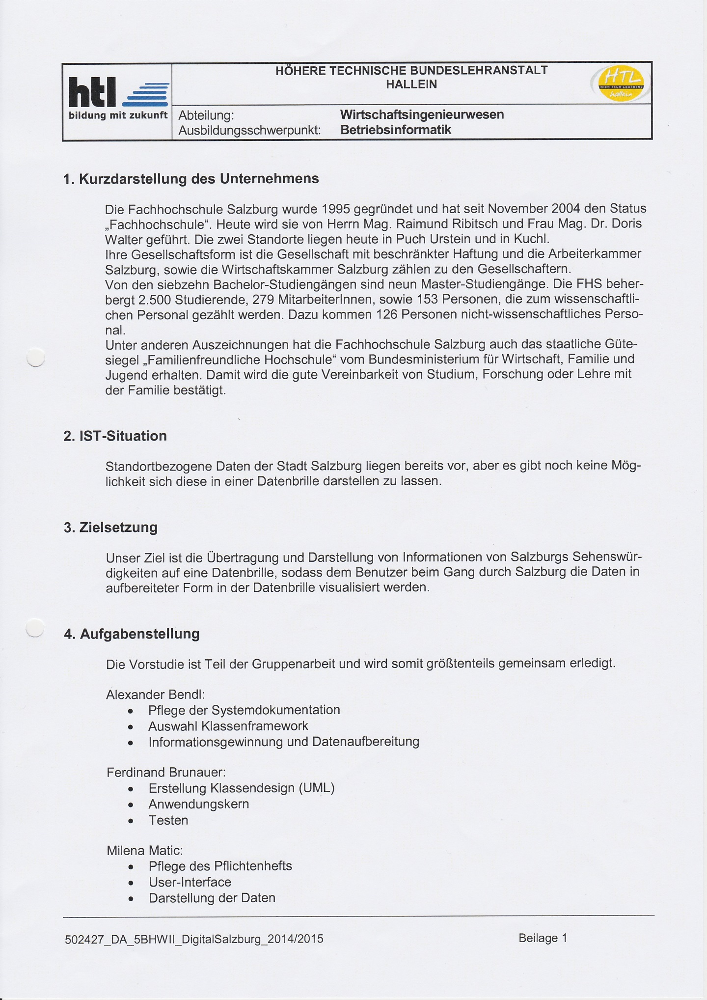 htl
bildung mit zukunft
HÖHERE TECHNISCHE BUNDESLEHRANSTALT
HALLEIN
HTL
HIGH TECH LEARNING
hallein
Abteilung: Wirtschaftsingenieurwesen
Ausbildungsschwerpunkt: Betriebsinformatik
1. Kurzdarstellung des Unternehmens
Die Fachhochschule Salzburg wurde 1995 gegründet und hat seit November 2004 den Status
„Fachhochschule“. Heute wird sie von Herrn Mag. Raimund Ribitsch und Frau Mag. Dr. Doris
Walter geführt. Die zwei Standorte liegen heute in Puch Urstein und in Kuchl.
Ihre Gesellschaftsform ist die Gesellschaft mit beschränkter Haftung und die Arbeiterkammer
Salzburg, sowie die Wirtschaftskammer Salzburg zählen zu den Gesellschaftern.
Von den siebzehn Bachelor-Studiengängen sind neun Master-Studiengänge. Die FHS beher-
bergt 2.500 Studierende, 279 MitarbeiterInnen, sowie 153 Personen, die zum wissenschaftli-
chen Personal gezählt werden. Dazu kommen 126 Personen nicht-wissenschaftliches Perso-
nal.
Unter anderen Auszeichnungen hat die Fachhochschule Salzburg auch das staatliche Güte-
siegel „Familienfreundliche Hochschule“ vom Bundesministerium für Wirtschaft, Familie und
Jugend erhalten. Damit wird die gute Vereinbarkeit von Studium, Forschung oder Lehre mit
der Familie bestätigt.
2. IST-Situation
Standortbezogene Daten der Stadt Salzburg liegen bereits vor, aber es gibt noch keine Mög-
lichkeit sich diese in einer Datenbrille darstellen zu lassen.
3. Zielsetzung
Unser Ziel ist die Übertragung und Darstellung von Informationen von Salzburgs Sehenswür-
digkeiten auf eine Datenbrille, sodass dem Benutzer beim Gang durch Salzburg die Daten in
aufbereiteter Form in der Datenbrille visualisiert werden.
4. Aufgabenstellung
Die Vorstudie ist Teil der Gruppenarbeit und wird somit größtenteils gemeinsam erledigt.
Alexander Bendl:
• Pflege der Systemdokumentation
• Auswahl Klassenframework
• Informationsgewinnung und Datenaufbereitung
Ferdinand Brunauer:
• Erstellung Klassendesign (UML)
• Anwendungskern
• Testen
Milena Matic:
• Pflege des Pflichtenhefts
• User-Interface
• Darstellung der Daten
502427_DA_5BHWII_DigitalSalzburg_2014/2015 Beilage 1